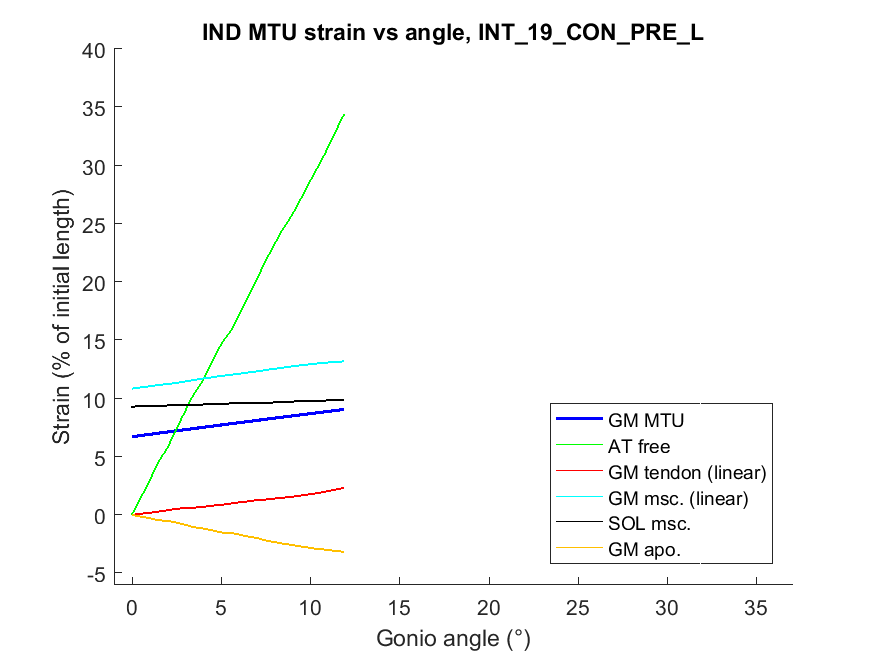 IND MTU strain vs angle, INT_19_CON_PRE_L
40
35
30
25
20
15
10
5
0
-5
Strain (% of initial length)
0 5 10 15 20 25 30 35
Gonio angle (°)
GM MTU
AT free
GM tendon (linear)
GM msc. (linear)
SOL msc.
GM apo.